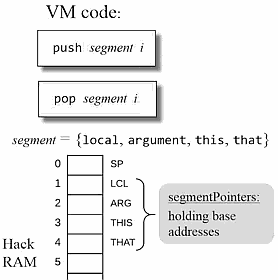 VM code:
push segment i
pop segment i
segment = {local, argument, this, that}
0 SP
1 LCL
2 ARG
3 THIS
4 THAT
5
Hack
RAM
segmentPointers:
holding base
addresses